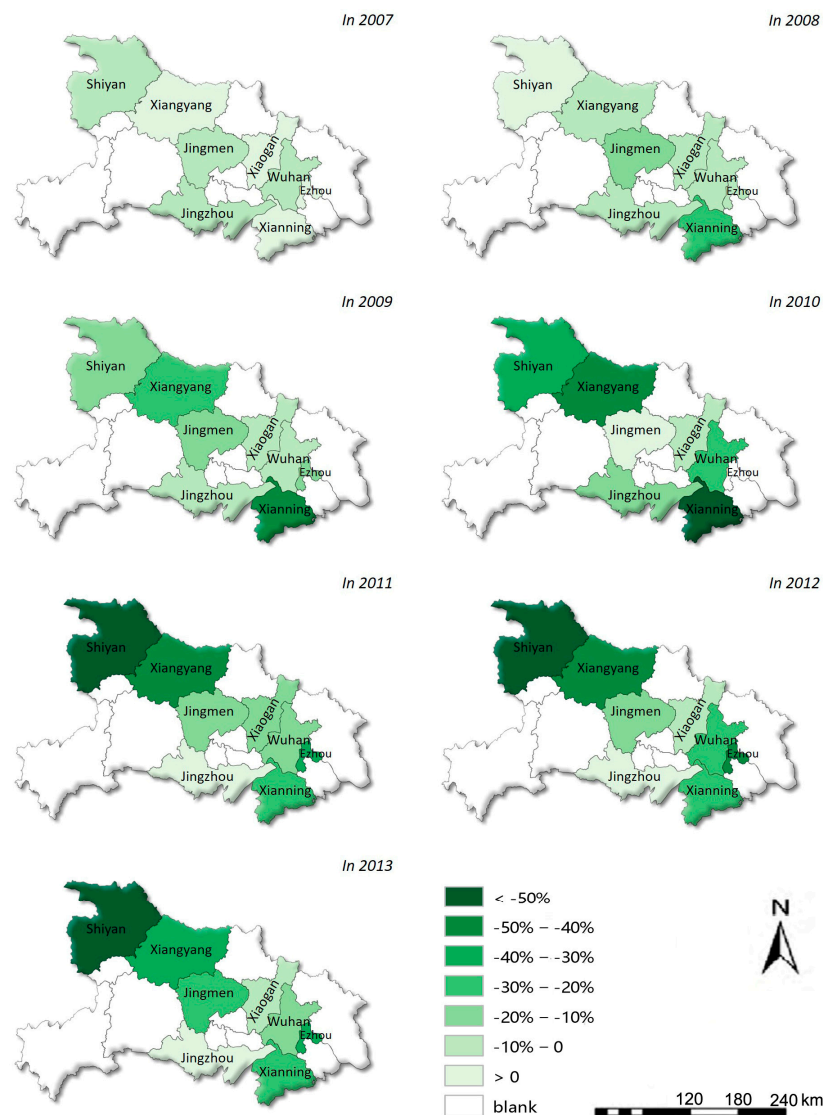 In 2007
Shiyan
Xiangyang
Jingmen
Xiaogan
Wuhan
Ezhou
Jingzhou
Xianning
In 2008
Shiyan
Xiangyang
Jingmen
Xiaogan
Wuhan
Ezhou
Jingzhou
Xianning
In 2009
Shiyan
Xiangyang
Jingmen
Xiaogan
Wuhan
Ezhou
Jingzhou
Xianning
In 2010
Shiyan
Xiangyang
Jingmen
Xiaogan
Wuhan
Ezhou
Jingzhou
Xianning
In 2011
Shiyan
Xiangyang
Jingmen
Xiaogan
Wuhan
Ezhou
Jingzhou
Xianning
In 2012
Shiyan
Xiangyang
Jingmen
Xiaogan
Wuhan
Ezhou
Jingzhou
Xianning
In 2013
Shiyan
Xiangyang
Jingmen
Xiaogan
Wuhan
Ezhou
Jingzhou
Xianning
< -50%
-50% – -40%
-40% – -30%
-30% – -20%
-20% – -10%
-10% – 0
> 0
blank
N
120 180 240 km